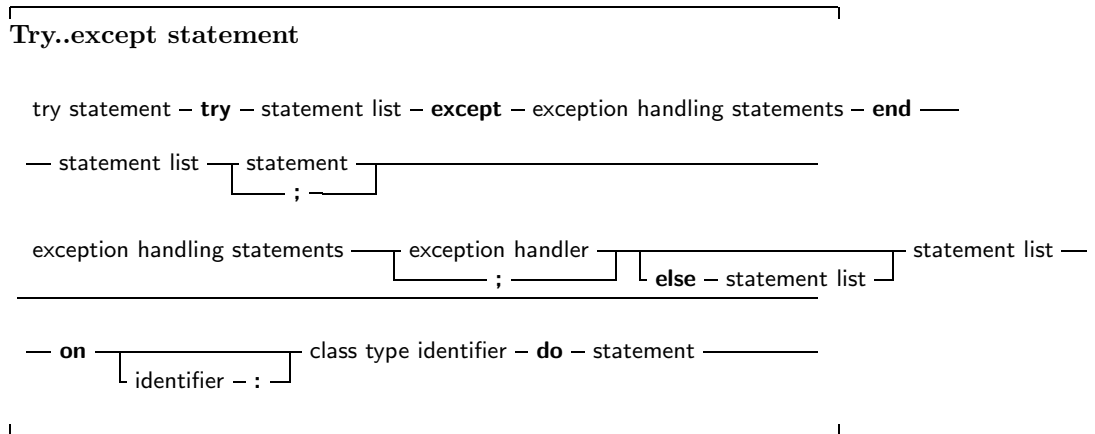 Try..except statement
try statement – try – statement list – except – exception handling statements – end
statement list statement
;
exception handling statements exception handler statement list
; else – statement list
on class type identifier – do – statement
identifier – :